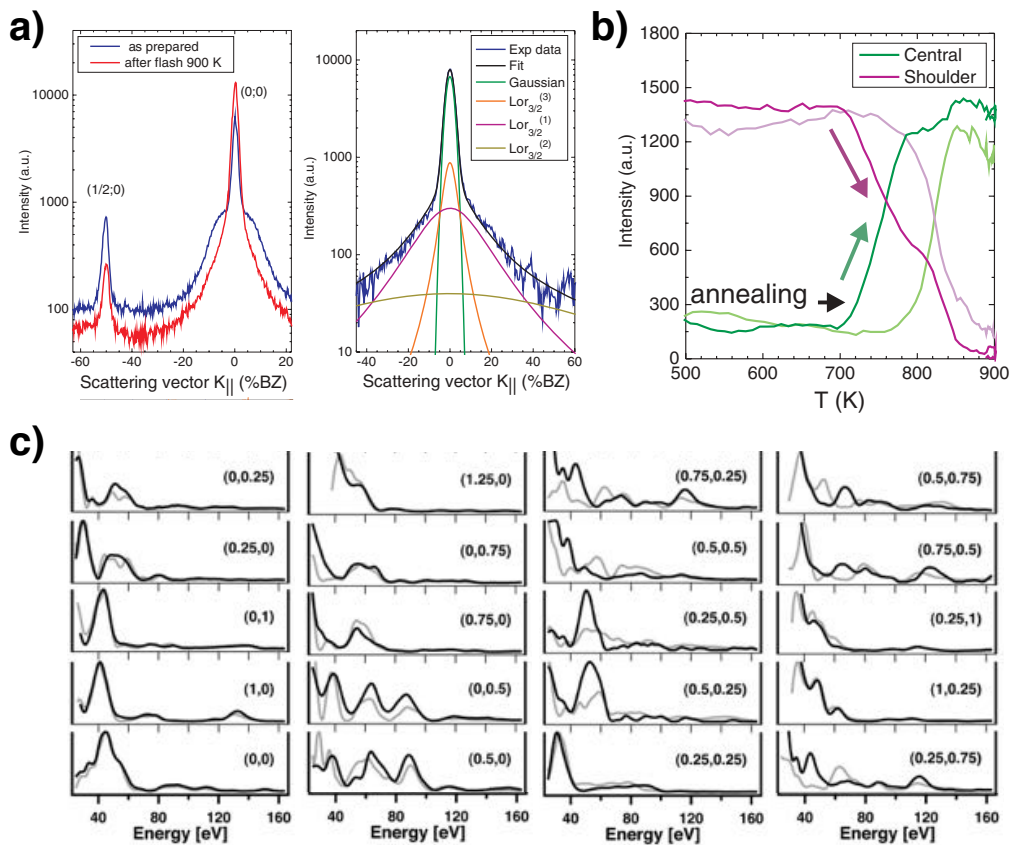 a)
as prepared
after flash 900 K
(0;0)
(1/2;0)
10000
1000
100
Intensity (a.u.)
-60 -40 -20 0 20
Scattering vector K|| (%BZ)
Exp data
Fit
Gaussian
Lor3/2(3)
Lor3/2(1)
Lor3/2(2)
10000
1000
100
10
Intensity (a.u.)
-40 -20 0 20 40 60
Scattering vector K|| (%BZ)
b)
Central
Shoulder
1800
1500
1200
900
600
300
0
Intensity (a.u.)
annealing
500 600 700 800 900
T (K)
c)
(0,0.25)
(0.25,0)
(0,1)
(1,0)
(0,0)
40 80 120 160
Energy [eV]
(1.25,0)
(0,0.75)
(0.75,0)
(0,0.5)
(0.5,0)
40 80 120 160
Energy [eV]
(0.75,0.25)
(0.5,0.5)
(0.25,0.5)
(0.5,0.25)
(0.25,0.25)
40 80 120 160
Energy [eV]
(0.5,0.75)
(0.75,0.5)
(0.25,1)
(1,0.25)
(0.25,0.75)
40 80 120 160
Energy [eV]